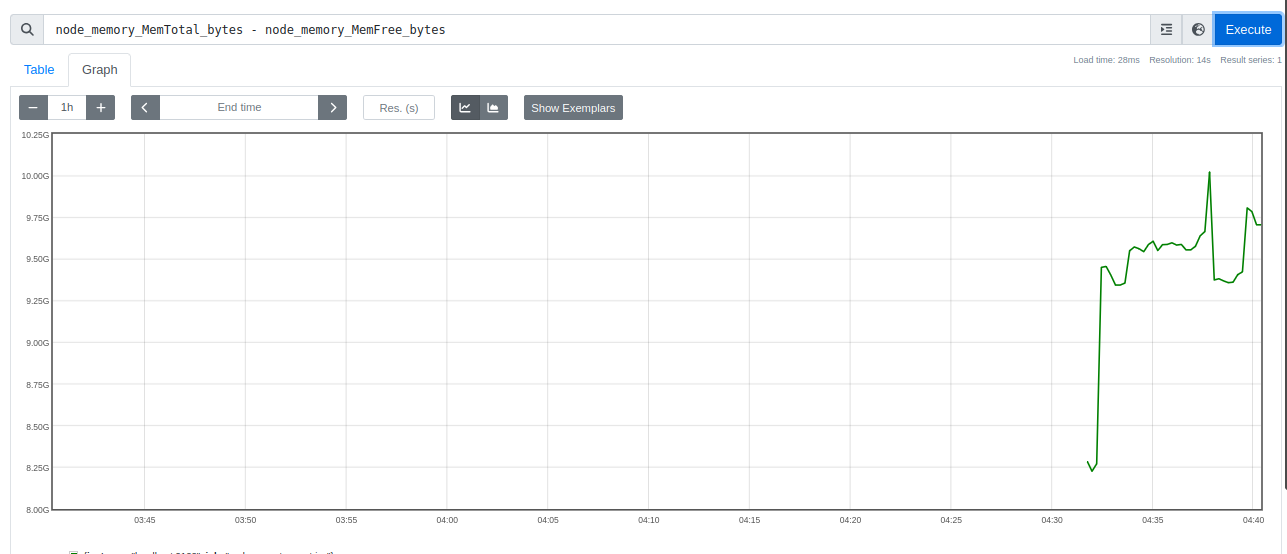 node_memory_MemTotal_bytes - node_memory_MemFree_bytes
Execute
Load time: 28ms Resolution: 14s Result series: 1
Table Graph
− 1h + End time Res. (s) Show Exemplars
10.25G
10.00G
9.75G
9.50G
9.25G
9.00G
8.75G
8.50G
8.25G
8.00G
03:45 03:50 03:55 04:00 04:05 04:10 04:15 04:20 04:25 04:30 04:35 04:40